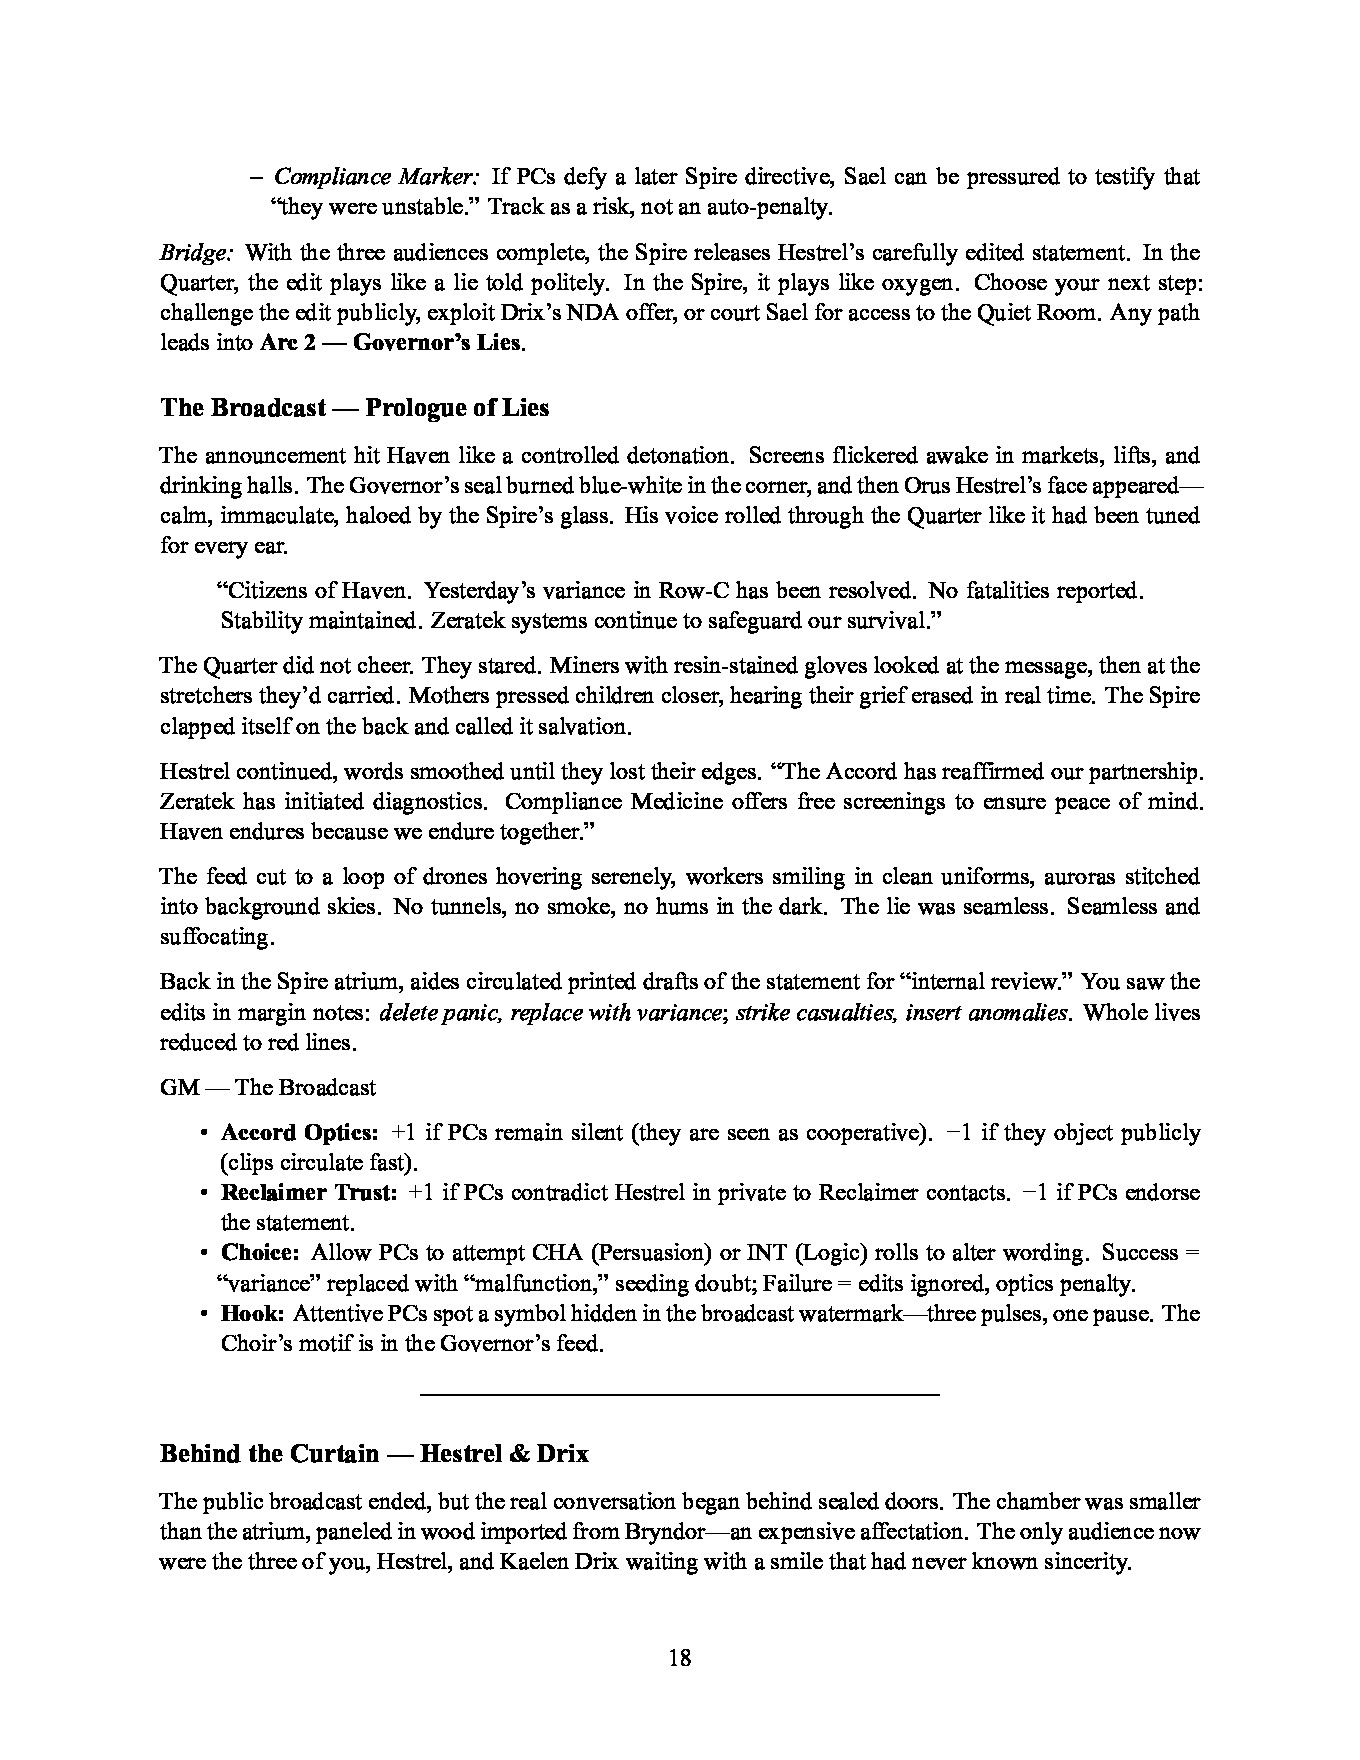 – Compliance Marker: If PCs defy a later Spire directive, Sael can be pressured to testify that
“they were unstable.” Track as a risk, not an auto-penalty.
Bridge: With the three audiences complete, the Spire releases Hestrel’s carefully edited statement. In the
Quarter, the edit plays like a lie told politely. In the Spire, it plays like oxygen. Choose your next step:
challenge the edit publicly, exploit Drix’s NDA offer, or court Sael for access to the Quiet Room. Any path
leads into Arc 2 — Governor’s Lies.
The Broadcast — Prologue of Lies
The announcement hit Haven like a controlled detonation. Screens flickered awake in markets, lifts, and
drinking halls. The Governor’s seal burned blue-white in the corner, and then Orus Hestrel’s face appeared—
calm, immaculate, haloed by the Spire’s glass. His voice rolled through the Quarter like it had been tuned
for every ear.
“Citizens of Haven. Yesterday’s variance in Row-C has been resolved. No fatalities reported.
Stability maintained. Zeratek systems continue to safeguard our survival.”
The Quarter did not cheer. They stared. Miners with resin-stained gloves looked at the message, then at the
stretchers they’d carried. Mothers pressed children closer, hearing their grief erased in real time. The Spire
clapped itself on the back and called it salvation.
Hestrel continued, words smoothed until they lost their edges. “The Accord has reaffirmed our partnership.
Zeratek has initiated diagnostics. Compliance Medicine offers free screenings to ensure peace of mind.
Haven endures because we endure together.”
The feed cut to a loop of drones hovering serenely, workers smiling in clean uniforms, auroras stitched
into background skies. No tunnels, no smoke, no hums in the dark. The lie was seamless. Seamless and
suffocating.
Back in the Spire atrium, aides circulated printed drafts of the statement for “internal review.” You saw the
edits in margin notes: delete panic, replace with variance; strike casualties, insert anomalies. Whole lives
reduced to red lines.
GM — The Broadcast
• Accord Optics: +1 if PCs remain silent (they are seen as cooperative). −1 if they object publicly
(clips circulate fast).
• Reclaimer Trust: +1 if PCs contradict Hestrel in private to Reclaimer contacts. −1 if PCs endorse
the statement.
• Choice: Allow PCs to attempt CHA (Persuasion) or INT (Logic) rolls to alter wording. Success =
“variance” replaced with “malfunction,” seeding doubt; Failure = edits ignored, optics penalty.
• Hook: Attentive PCs spot a symbol hidden in the broadcast watermark—three pulses, one pause. The
Choir’s motif is in the Governor’s feed.
Behind the Curtain — Hestrel & Drix
The public broadcast ended, but the real conversation began behind sealed doors. The chamber was smaller
than the atrium, paneled in wood imported from Bryndor—an expensive affectation. The only audience now
were the three of you, Hestrel, and Kaelen Drix waiting with a smile that had never known sincerity.
18